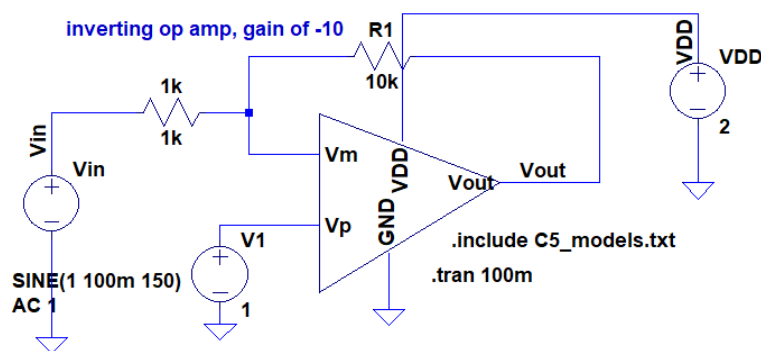 inverting op amp, gain of -10
R1
10k
1k
1k
VDD
VDD
2
Vin
Vin
Vm
VDD
Vout
Vout
Vp
GND
V1
1
.include C5_models.txt
.tran 100m
SINE(1 100m 150)
AC 1